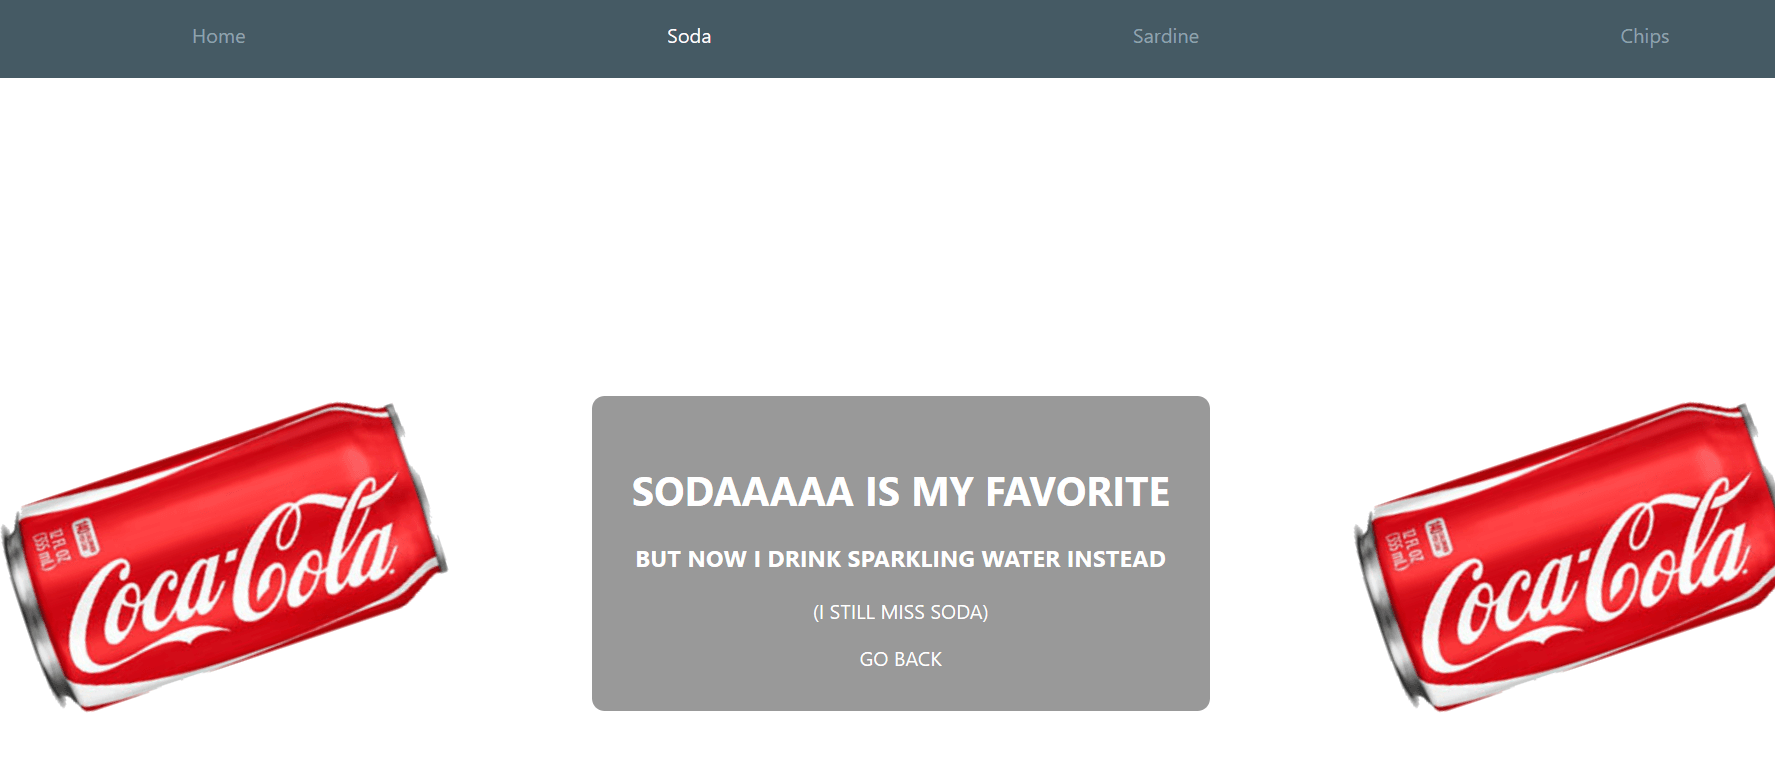 Home
Soda
Sardine
Chips
SODAAAAA IS MY FAVORITE
BUT NOW I DRINK SPARKLING WATER INSTEAD
(I STILL MISS SODA)
GO BACK
Coca-Cola
12 FL OZ
(355 mL)
Coca-Cola
12 FL OZ
(355 mL)